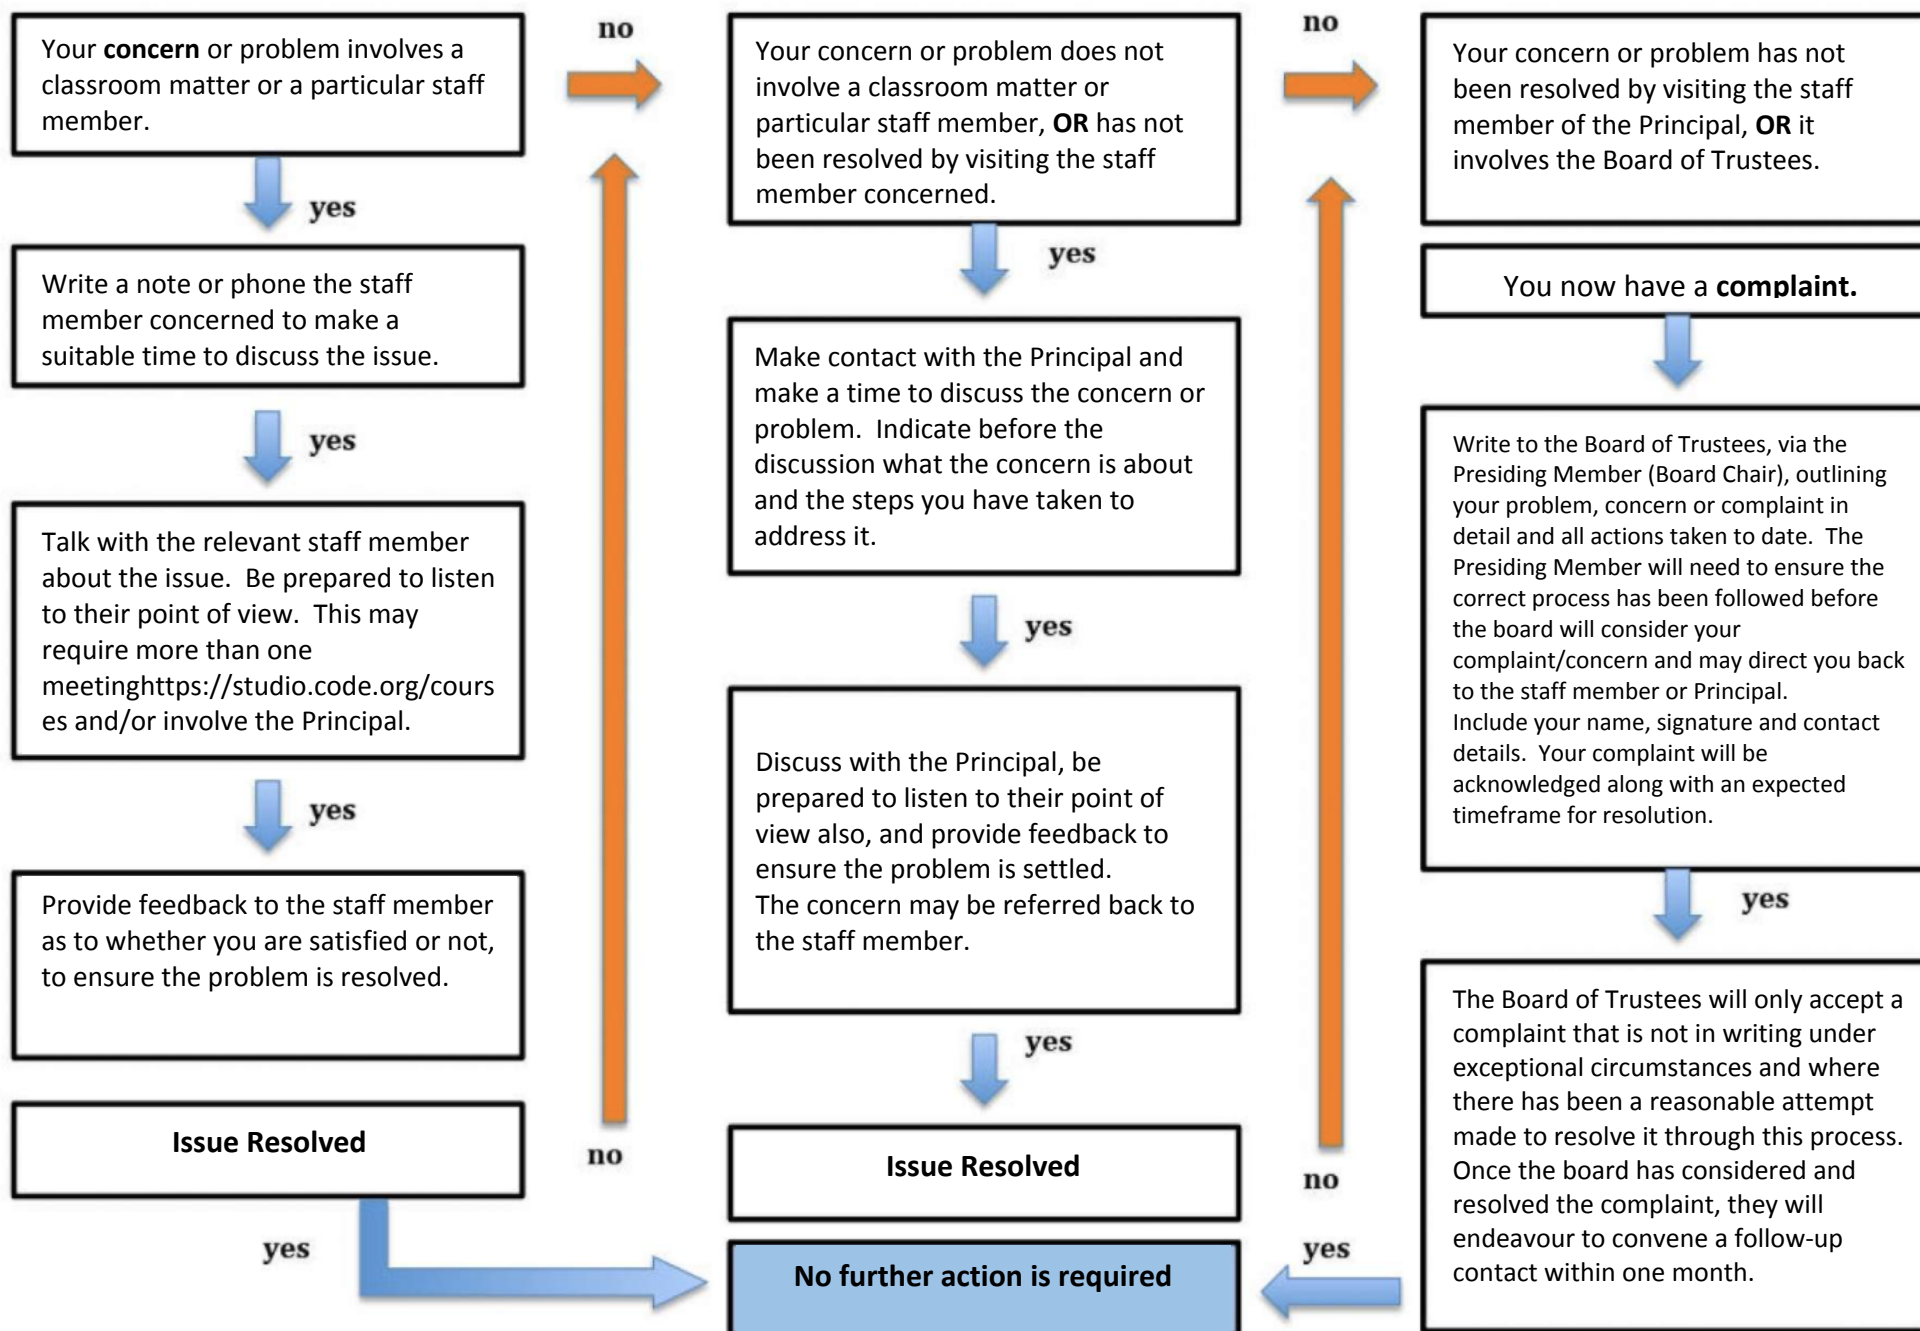 Your concern or problem involves a
classroom matter or a particular staff
member.
yes
Write a note or phone the staff
member concerned to make a
suitable time to discuss the issue.
yes
Talk with the relevant staff member
about the issue.  Be prepared to listen
to their point of view.  This may
require more than one
meetinghttps://studio.code.org/cours
es and/or involve the Principal.
yes
Provide feedback to the staff member
as to whether you are satisfied or not,
to ensure the problem is resolved.
Issue Resolved
yes
no
no
Your concern or problem does not
involve a classroom matter or
particular staff member, OR has not
been resolved by visiting the staff
member concerned.
yes
Make contact with the Principal and
make a time to discuss the concern or
problem.  Indicate before the
discussion what the concern is about
and the steps you have taken to
address it.
yes
Discuss with the Principal, be
prepared to listen to their point of
view also, and provide feedback to
ensure the problem is settled.
The concern may be referred back to
the staff member.
yes
Issue Resolved
No further action is required
no
no
yes
Your concern or problem has not
been resolved by visiting the staff
member of the Principal, OR it
involves the Board of Trustees.
You now have a complaint.
Write to the Board of Trustees, via the
Presiding Member (Board Chair), outlining
your problem, concern or complaint in
detail and all actions taken to date.  The
Presiding Member will need to ensure the
correct process has been followed before
the board will consider your
complaint/concern and may direct you back
to the staff member or Principal.
Include your name, signature and contact
details.  Your complaint will be
acknowledged along with an expected
timeframe for resolution.
yes
The Board of Trustees will only accept a
complaint that is not in writing under
exceptional circumstances and where
there has been a reasonable attempt
made to resolve it through this process.
Once the board has considered and
resolved the complaint, they will
endeavour to convene a follow-up
contact within one month.